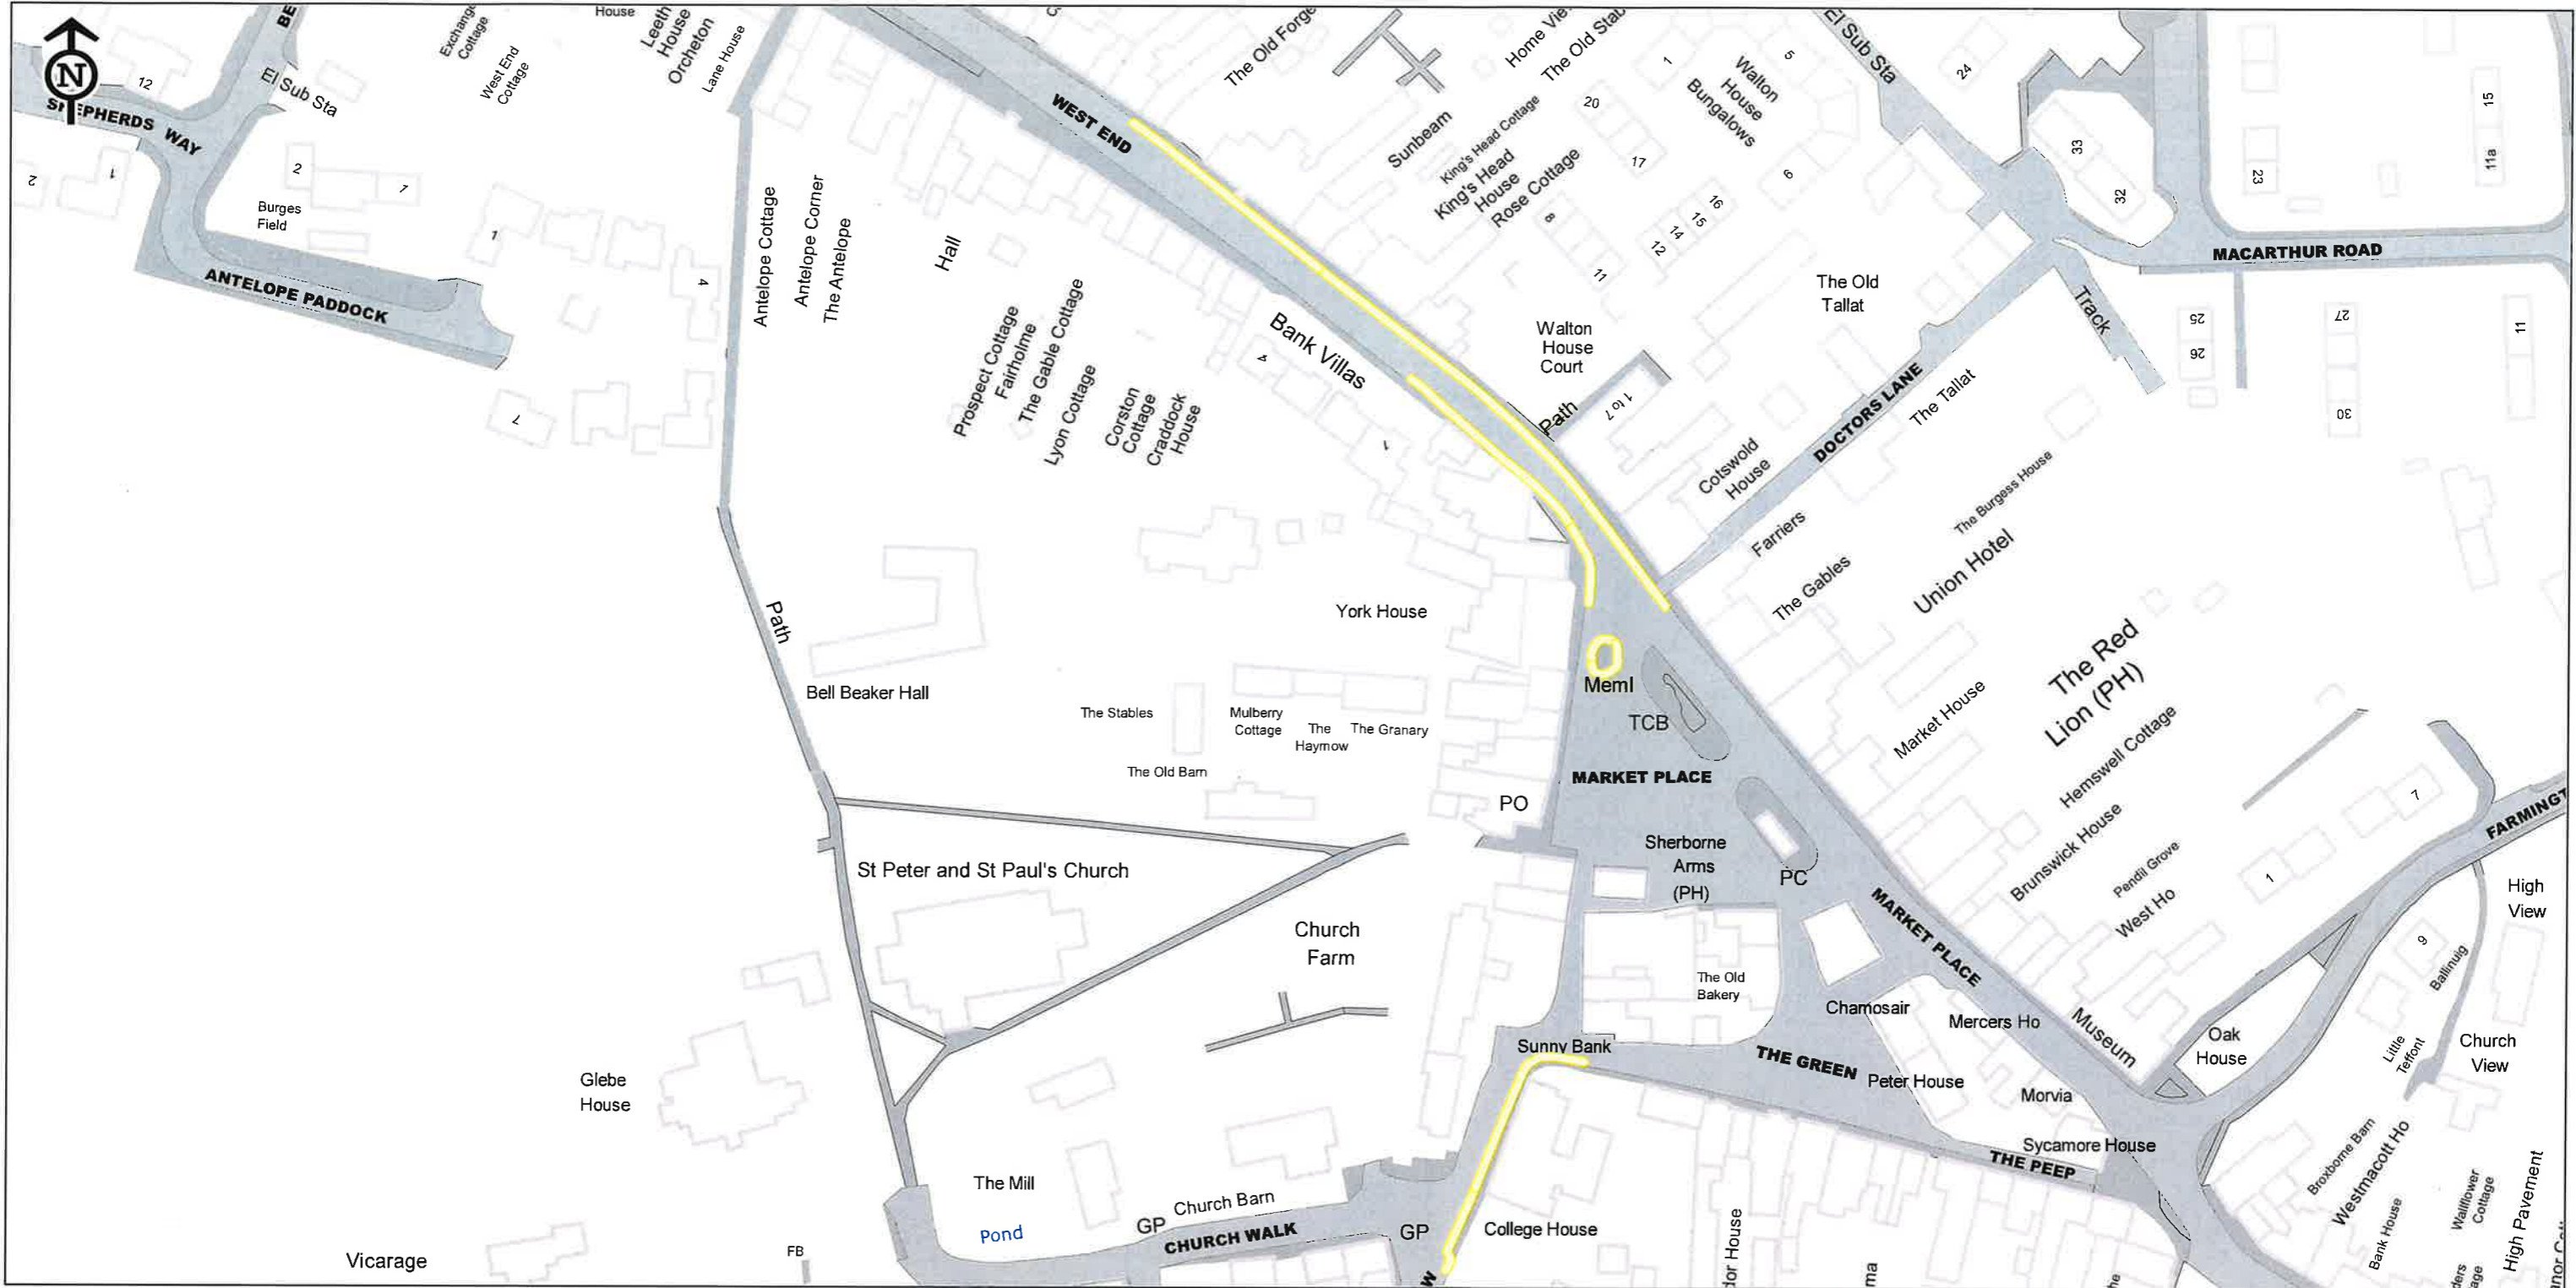 N
SHEPHERDS WAY
12
El Sub Sta
Exchange
Cottage
West End
Cottage
House
Leeth
House
Orcheton
Lane House
2
1
2
1
Burges
Field
1
4
7
ANTELOPE PADDOCK
Antelope Cottage
Antelope Corner
The Antelope
Hall
WEST END
The Old Forge
Home View
Sunbeam
King's Head Cottage
King's Head
House
Rose Cottage
20
17
1
5
Walton
House
Bungalows
6
8
11
12
14
15
16
El Sub Sta
24
33
32
23
15
11a
MACARTHUR ROAD
Track
25
26
27
30
11
Prospect Cottage
Fairholme
The Gable Cottage
Lyon Cottage
Corston
Cottage
Craddock
House
4
Bank Villas
1
Walton
House
Court
Path
1 to 7
The Old
Tallat
DOCTORS LANE
The Tallat
Cotswold
House
Farriers
The Gables
The Burgess House
Union Hotel
The Red
Lion (PH)
Market House
Hemswell Cottage
Brunswick House
Pendil Grove
West Ho
Path
York House
Bell Beaker Hall
The Stables
Mulberry
Cottage
The
Haymow
The Granary
The Old Barn
Meml
TCB
MARKET PLACE
PO
Sherborne
Arms
(PH)
PC
MARKET PLACE
St Peter and St Paul's Church
Church
Farm
The Old
Bakery
Chamosair
Mercers Ho
Museum
Oak
House
7
1
9
Ballinuig
High
View
Little
Teffont
Church
View
Sunny Bank
THE GREEN
Peter House
Morvia
Sycamore House
THE PEEP
Glebe
House
The Mill
Pond
GP
Church Barn
CHURCH WALK
GP
College House
Vicarage
FB
Broxborne Barn
Westmacott Ho
Bank House
Wallflower
Cottage
High Pavement